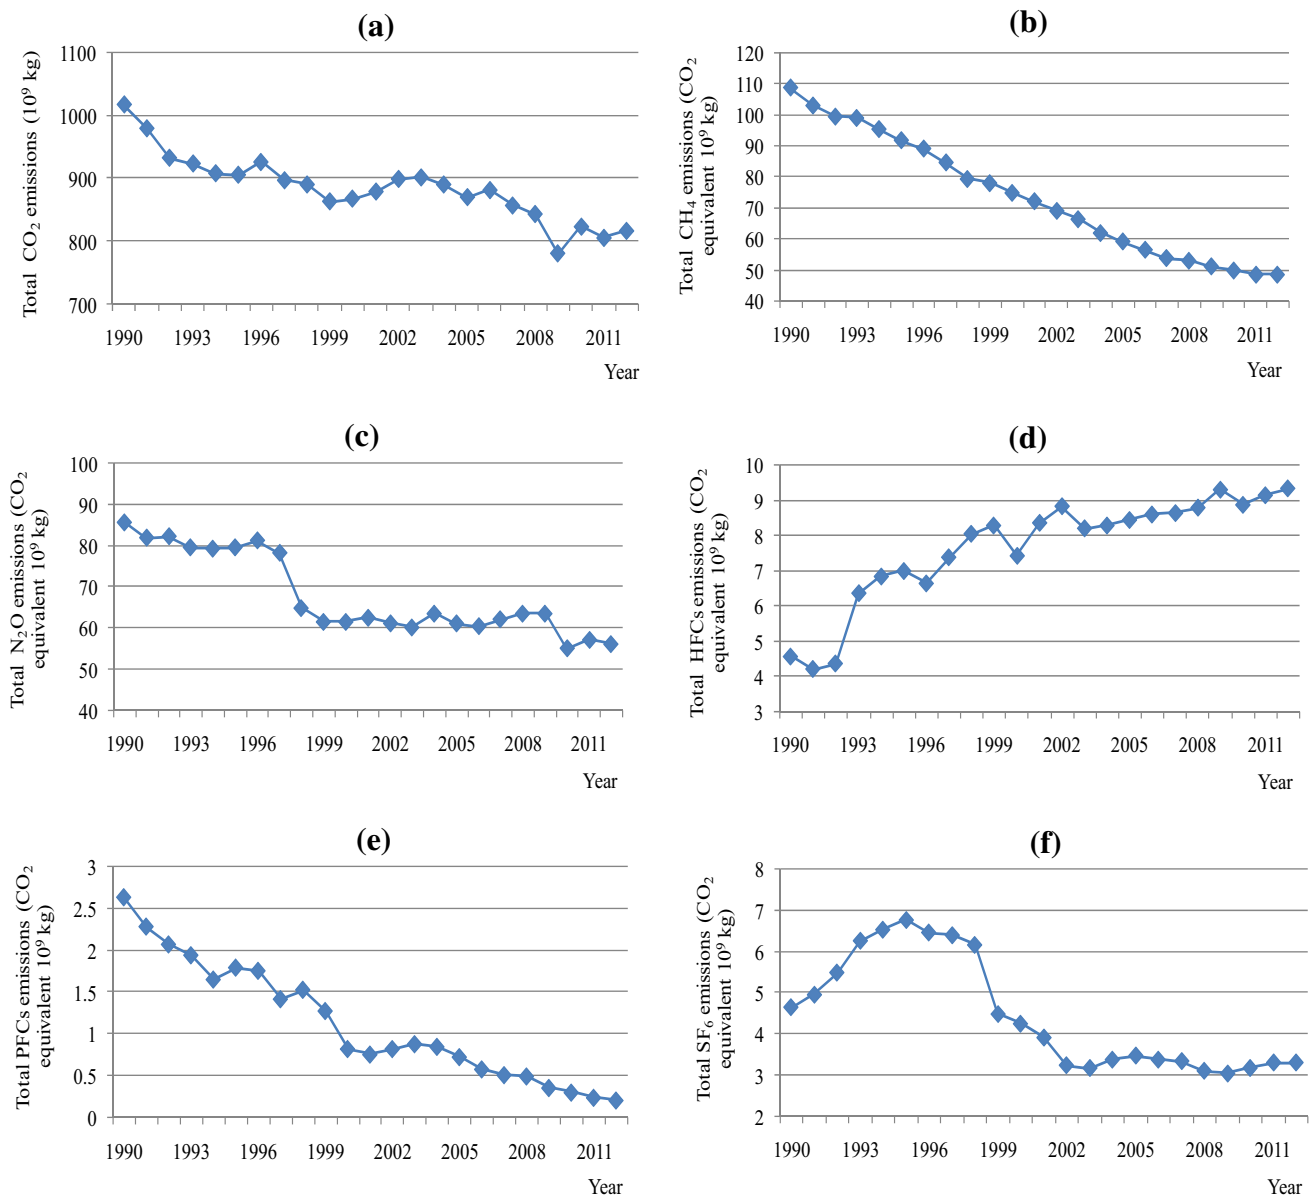 (a)
Total CO₂ emissions (10⁹ kg)
1100
1000
900
800
700
1990 1993 1996 1999 2002 2005 2008 2011
Year
(b)
Total CH₄ emissions (CO₂
equivalent 10⁹ kg)
120
110
100
90
80
70
60
50
40
1990 1993 1996 1999 2002 2005 2008 2011
Year
(c)
Total N₂O emissions (CO₂
equivalent 10⁹ kg)
100
90
80
70
60
50
40
1990 1993 1996 1999 2002 2005 2008 2011
Year
(d)
Total HFCs emissions (CO₂
equivalent 10⁹ kg)
10
9
8
7
6
5
4
3
1990 1993 1996 1999 2002 2005 2008 2011
Year
(e)
Total PFCs emissions (CO₂
equivalent 10⁹ kg)
3
2.5
2
1.5
1
0.5
0
1990 1993 1996 1999 2002 2005 2008 2011
Year
(f)
Total SF₆ emissions (CO₂
equivalent 10⁹ kg)
8
7
6
5
4
3
2
1990 1993 1996 1999 2002 2005 2008 2011
Year